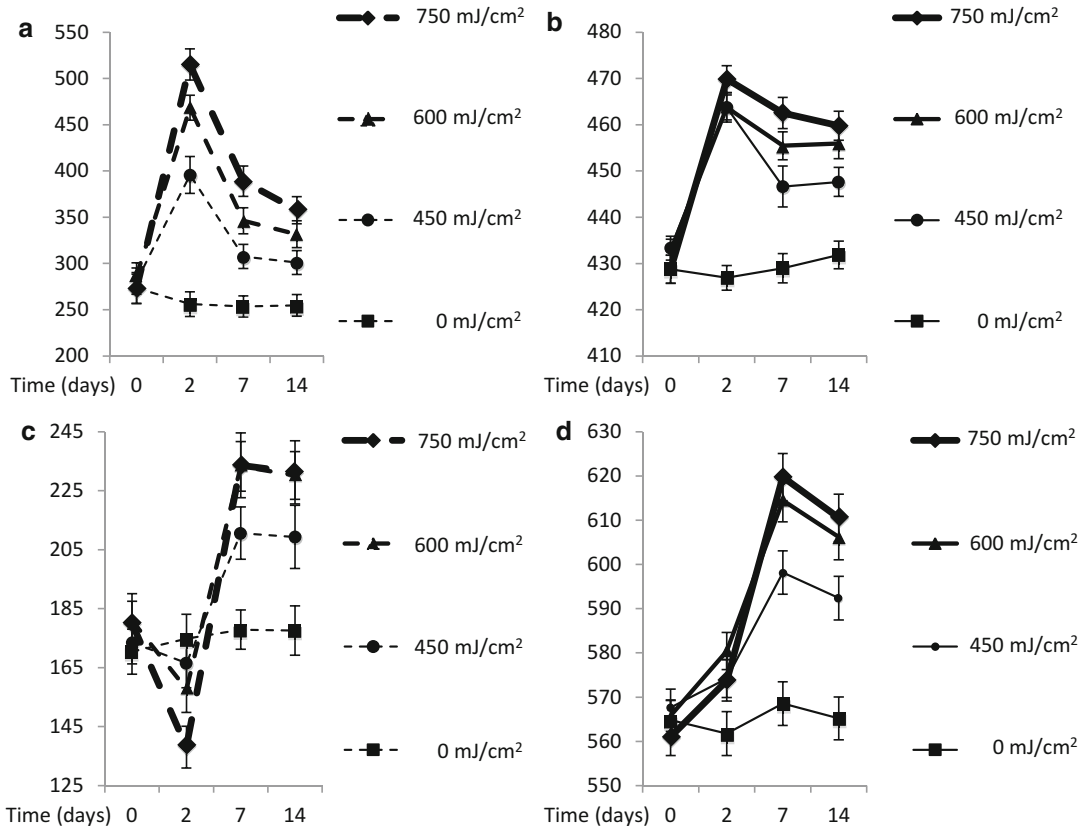 a
750 mJ/cm²
600 mJ/cm²
450 mJ/cm²
0 mJ/cm²
550
500
450
400
350
300
250
200
Time (days) 0 2 7 14
b
750 mJ/cm²
600 mJ/cm²
450 mJ/cm²
0 mJ/cm²
480
470
460
450
440
430
420
410
Time (days) 0 2 7 14
c
750 mJ/cm²
600 mJ/cm²
450 mJ/cm²
0 mJ/cm²
245
225
205
185
165
145
125
Time (days) 0 2 7 14
d
750 mJ/cm²
600 mJ/cm²
450 mJ/cm²
0 mJ/cm²
630
620
610
600
590
580
570
560
550
Time (days) 0 2 7 14